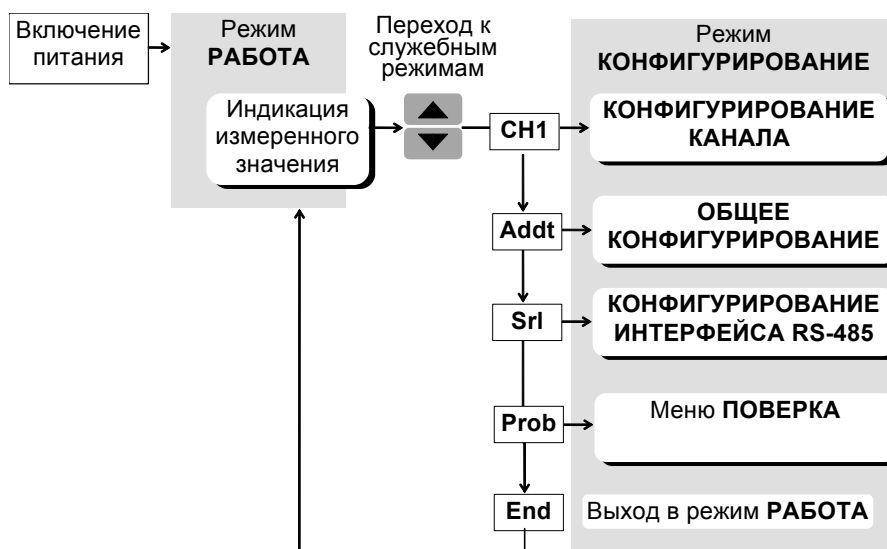 Включение
питания
Режим
РАБОТА
Индикация
измеренного
значения
Переход к
служебным
режимам
Режим
КОНФИГУРИРОВАНИЕ
CH1
КОНФИГУРИРОВАНИЕ
КАНАЛА
Addt
ОБЩЕЕ
КОНФИГУРИРОВАНИЕ
Srl
КОНФИГУРИРОВАНИЕ
ИНТЕРФЕЙСА RS-485
Prob
Меню ПОВЕРКА
End
Выход в режим РАБОТА